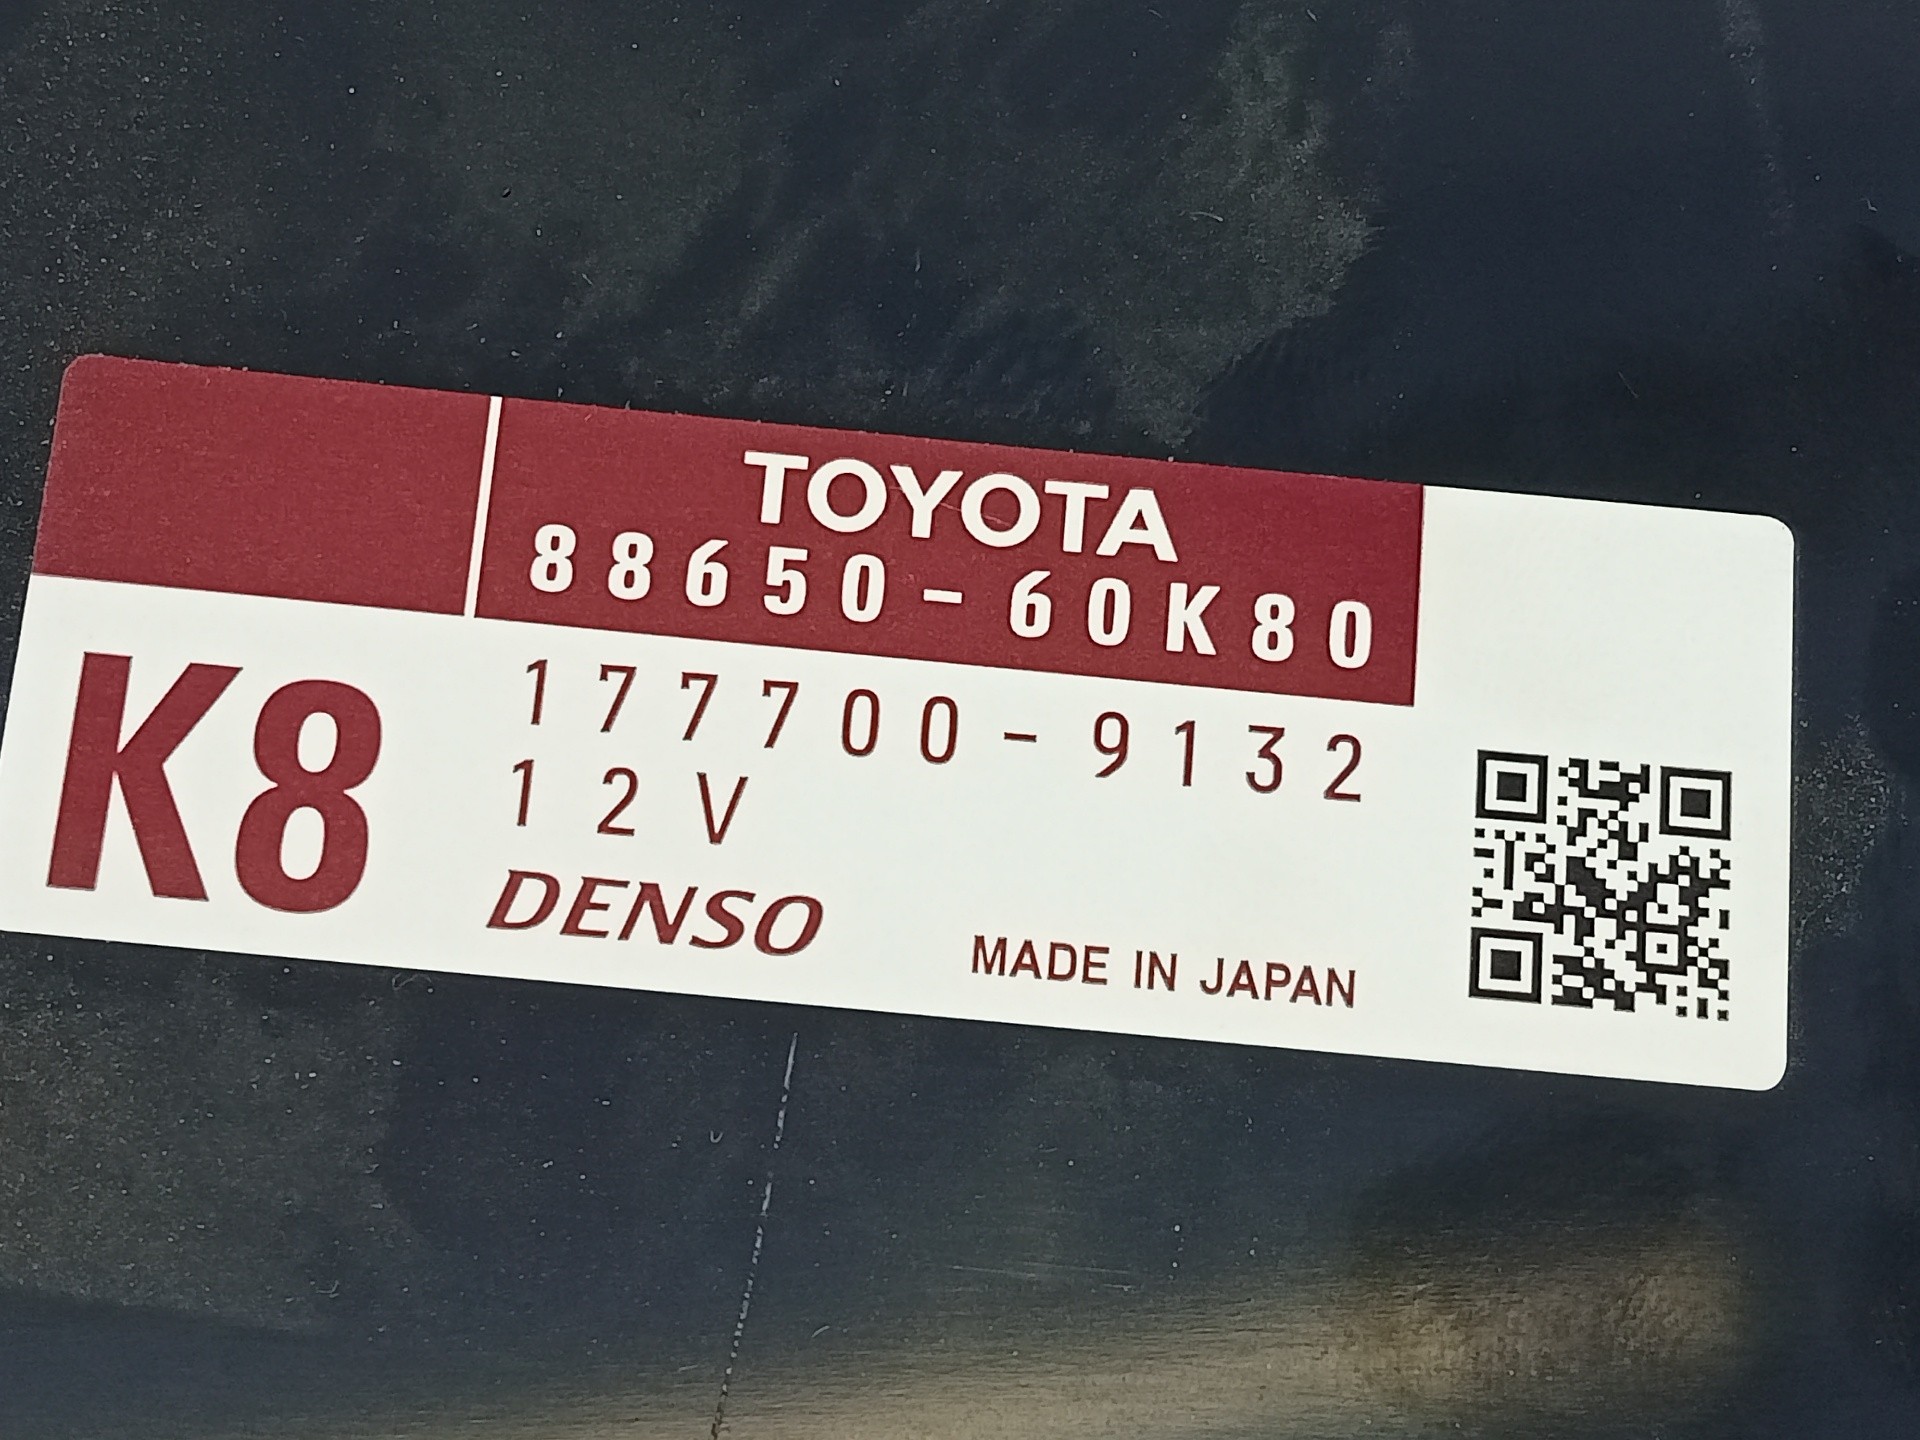 TOYOTA
88650-60K80
K8
177700-9132
12V
DENSO
MADE IN JAPAN